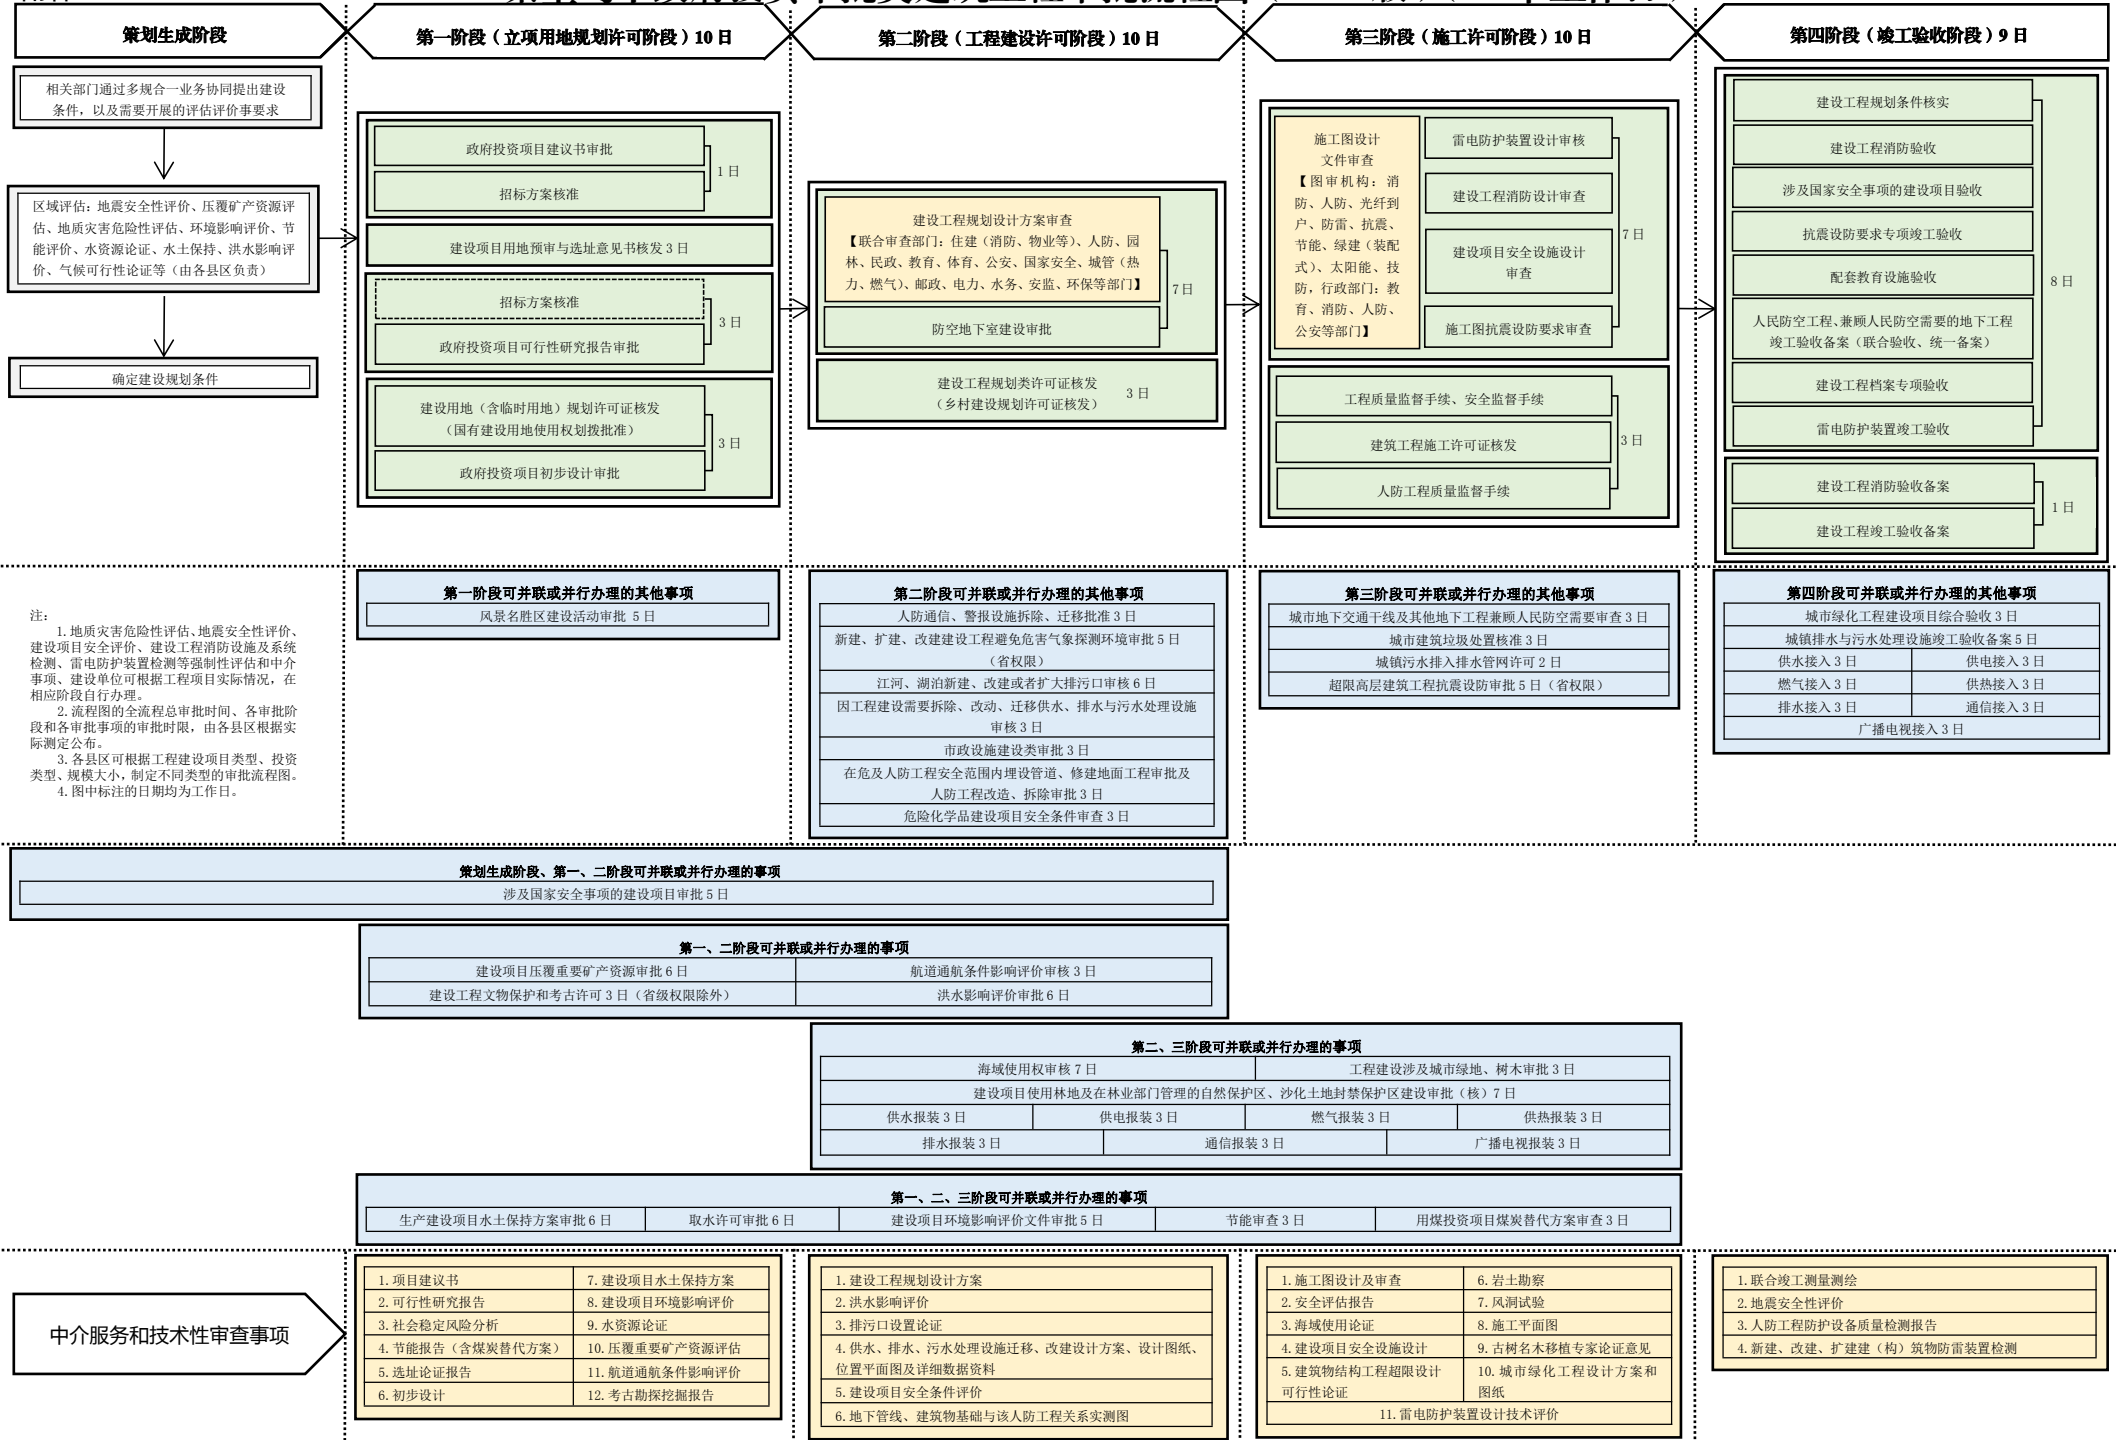 策划生成阶段
第一阶段（立项用地规划许可阶段）10 日
第二阶段（工程建设许可阶段）10 日
第三阶段（施工许可阶段）10 日
第四阶段（竣工验收阶段）9 日
相关部门通过多规合一业务协同提出建设
条件，以及需要开展的评估评价事要求
区域评估：地震安全性评价、压覆矿产资源评
估、地质灾害危险性评估、环境影响评价、节
能评价、水资源论证、水土保持、洪水影响评
价、气候可行性论证等（由各县区负责）
确定建设规划条件
政府投资项目建议书审批
招标方案核准
1 日
建设项目用地预审与选址意见书核发 3 日
招标方案核准
政府投资项目可行性研究报告审批
3 日
建设用地（含临时用地）规划许可证核发
（国有建设用地使用权划拨批准）
政府投资项目初步设计审批
3 日
建设工程规划设计方案审查
【联合审查部门：住建（消防、物业等）、人防、园
林、民政、教育、体育、公安、国家安全、城管（热
力、燃气）、邮政、电力、水务、安监、环保等部门】
防空地下室建设审批
7 日
建设工程规划类许可证核发
（乡村建设规划许可证核发）
3 日
施工图设计
文件审查
【图审机构：消
防、人防、光纤到
户、防雷、抗震、
节能、绿建（装配
式）、太阳能、技
防，行政部门：教
育、消防、人防、
公安等部门】
雷电防护装置设计审核
建设工程消防设计审查
建设项目安全设施设计
审查
施工图抗震设防要求审查
7 日
工程质量监督手续、安全监督手续
建筑工程施工许可证核发
人防工程质量监督手续
3 日
建设工程规划条件核实
建设工程消防验收
涉及国家安全事项的建设项目验收
抗震设防要求专项竣工验收
配套教育设施验收
人民防空工程、兼顾人民防空需要的地下工程
竣工验收备案（联合验收、统一备案）
建设工程档案专项验收
雷电防护装置竣工验收
8 日
建设工程消防验收备案
建设工程竣工验收备案
1 日
注：
1.地质灾害危险性评估、地震安全性评价、
建设项目安全评价、建设工程消防设施及系统
检测、雷电防护装置检测等强制性评估和中介
事项、建设单位可根据工程项目实际情况，在
相应阶段自行办理。
2.流程图的全流程总审批时间、各审批阶
段和各审批事项的审批时限，由各县区根据实
际测定公布。
3.各县区可根据工程建设项目类型、投资
类型、规模大小，制定不同类型的审批流程图。
4.图中标注的日期均为工作日。
第一阶段可并联或并行办理的其他事项
风景名胜区建设活动审批 5 日
第二阶段可并联或并行办理的其他事项
人防通信、警报设施拆除、迁移批准 3 日
新建、扩建、改建建设工程避免危害气象探测环境审批 5 日
（省权限）
江河、湖泊新建、改建或者扩大排污口审核 6 日
因工程建设需要拆除、改动、迁移供水、排水与污水处理设施
审核 3 日
市政设施建设类审批 3 日
在危及人防工程安全范围内埋设管道、修建地面工程审批及
人防工程改造、拆除审批 3 日
危险化学品建设项目安全条件审查 3 日
第三阶段可并联或并行办理的其他事项
城市地下交通干线及其他地下工程兼顾人民防空需要审查 3 日
城市建筑垃圾处置核准 3 日
城镇污水排入排水管网许可 2 日
超限高层建筑工程抗震设防审批 5 日（省权限）
第四阶段可并联或并行办理的其他事项
城市绿化工程建设项目综合验收 3 日
城镇排水与污水处理设施竣工验收备案 5 日
供水接入 3 日
供电接入 3 日
燃气接入 3 日
供热接入 3 日
排水接入 3 日
通信接入 3 日
广播电视接入 3 日
策划生成阶段、第一、二阶段可并联或并行办理的事项
涉及国家安全事项的建设项目审批 5 日
第一、二阶段可并联或并行办理的事项
建设项目压覆重要矿产资源审批 6 日
航道通航条件影响评价审核 3 日
建设工程文物保护和考古许可 3 日（省级权限除外）
洪水影响评价审批 6 日
第二、三阶段可并联或并行办理的事项
海域使用权审核 7 日
工程建设涉及城市绿地、树木审批 3 日
建设项目使用林地及在林业部门管理的自然保护区、沙化土地封禁保护区建设审批（核）7 日
供水报装 3 日
供电报装 3 日
燃气报装 3 日
供热报装 3 日
排水报装 3 日
通信报装 3 日
广播电视报装 3 日
第一、二、三阶段可并联或并行办理的事项
生产建设项目水土保持方案审批 6 日
取水许可审批 6 日
建设项目环境影响评价文件审批 5 日
节能审查 3 日
用煤投资项目煤炭替代方案审查 3 日
中介服务和技术性审查事项
1.项目建议书
2.可行性研究报告
3.社会稳定风险分析
4.节能报告（含煤炭替代方案）
5.选址论证报告
6.初步设计
7.建设项目水土保持方案
8.建设项目环境影响评价
9.水资源论证
10.压覆重要矿产资源评估
11.航道通航条件影响评价
12.考古勘探挖掘报告
1.建设工程规划设计方案
2.洪水影响评价
3.排污口设置论证
4.供水、排水、污水处理设施迁移、改建设计方案、设计图纸、
位置平面图及详细数据资料
5.建设项目安全条件评价
6.地下管线、建筑物基础与该人防工程关系实测图
1.施工图设计及审查
2.安全评估报告
3.海域使用论证
4.建设项目安全设施设计
5.建筑物结构工程超限设计
可行性论证
6.岩土勘察
7.风洞试验
8.施工平面图
9.古树名木移植专家论证意见
10.城市绿化工程设计方案和
图纸
11.雷电防护装置设计技术评价
1.联合竣工测量测绘
2.地震安全性评价
3.人防工程防护设备质量检测报告
4.新建、改建、扩建建（构）筑物防雷装置检测